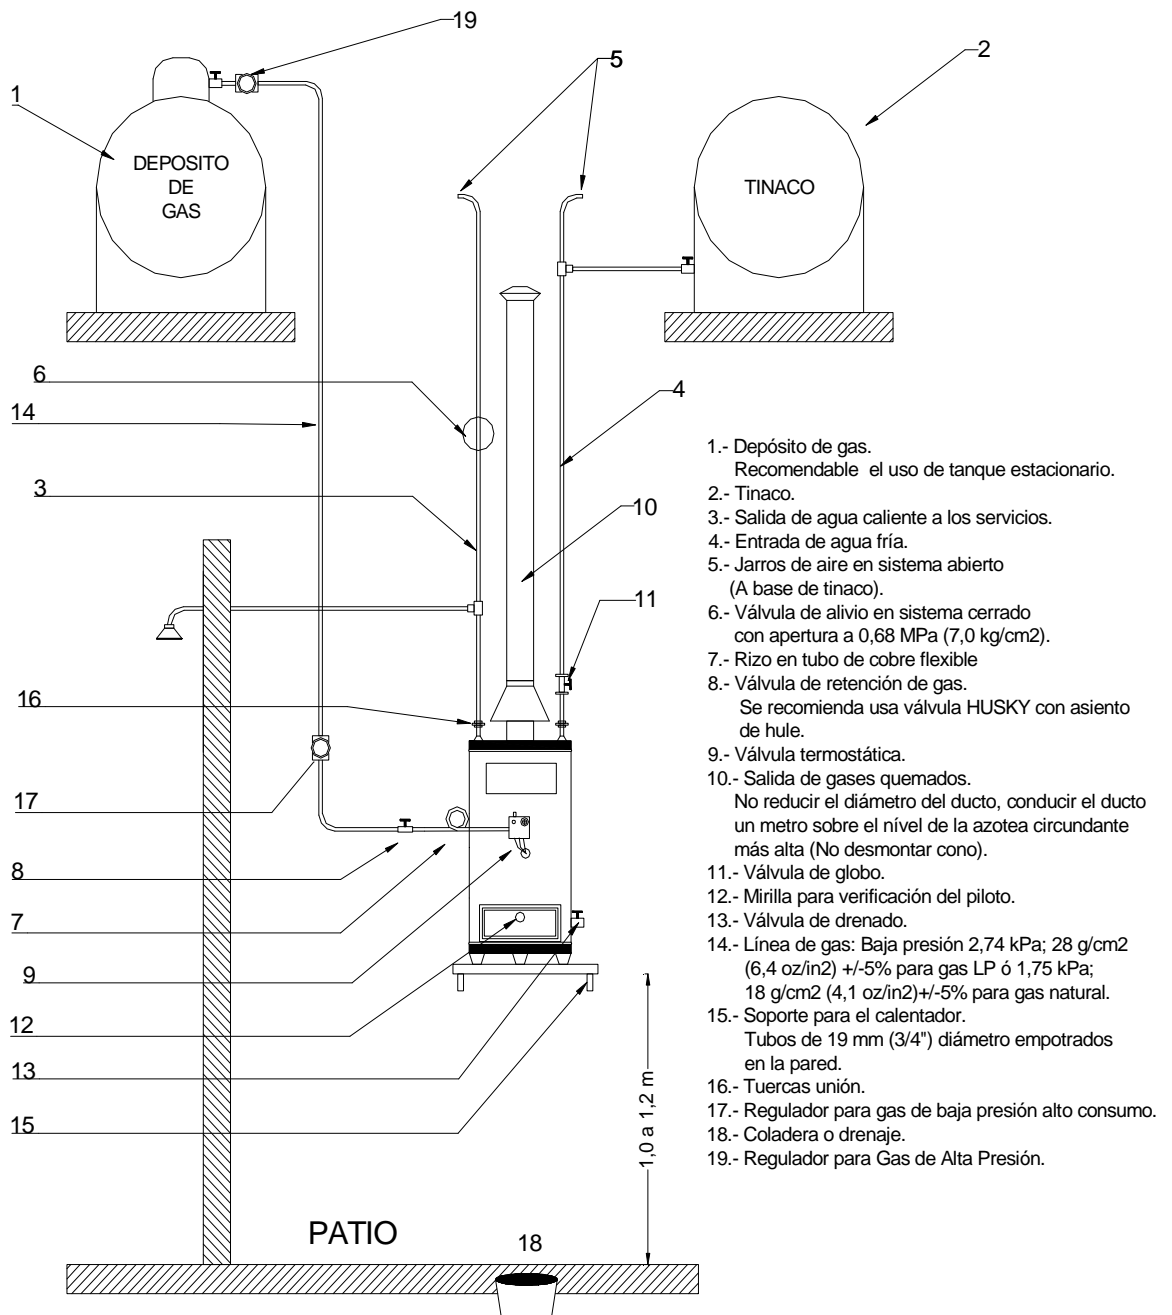 19
5
2
1
DEPOSITO
DE
GAS
TINACO
6
14
4
3
10
11
16
17
8
7
9
12
13
15
1.- Depósito de gas.
Recomendable el uso de tanque estacionario.
2.- Tinaco.
3.- Salida de agua caliente a los servicios.
4.- Entrada de agua fría.
5.- Jarros de aire en sistema abierto
(A base de tinaco).
6.- Válvula de alivio en sistema cerrado
con apertura a 0,68 MPa (7,0 kg/cm2).
7.- Rizo en tubo de cobre flexible
8.- Válvula de retención de gas.
Se recomienda usa válvula HUSKY con asiento
de hule.
9.- Válvula termostática.
10.- Salida de gases quemados.
No reducir el diámetro del ducto, conducir el ducto
un metro sobre el nível de la azotea circundante
más alta (No desmontar cono).
11.- Válvula de globo.
12.- Mirilla para verificación del piloto.
13.- Válvula de drenado.
14.- Línea de gas: Baja presión 2,74 kPa; 28 g/cm2
(6,4 oz/in2) +/-5% para gas LP ó 1,75 kPa;
18 g/cm2 (4,1 oz/in2)+/-5% para gas natural.
15.- Soporte para el calentador.
Tubos de 19 mm (3/4") diámetro empotrados
en la pared.
16.- Tuercas unión.
17.- Regulador para gas de baja presión alto consumo.
18.- Coladera o drenaje.
19.- Regulador para Gas de Alta Presión.
1,0 a 1,2 m
PATIO
18